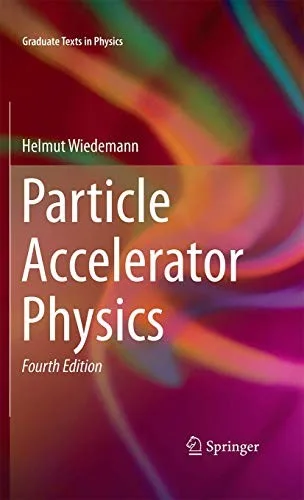 Graduate Texts in Physics
Helmut Wiedemann
Particle
Accelerator
Physics
Fourth Edition
Springer